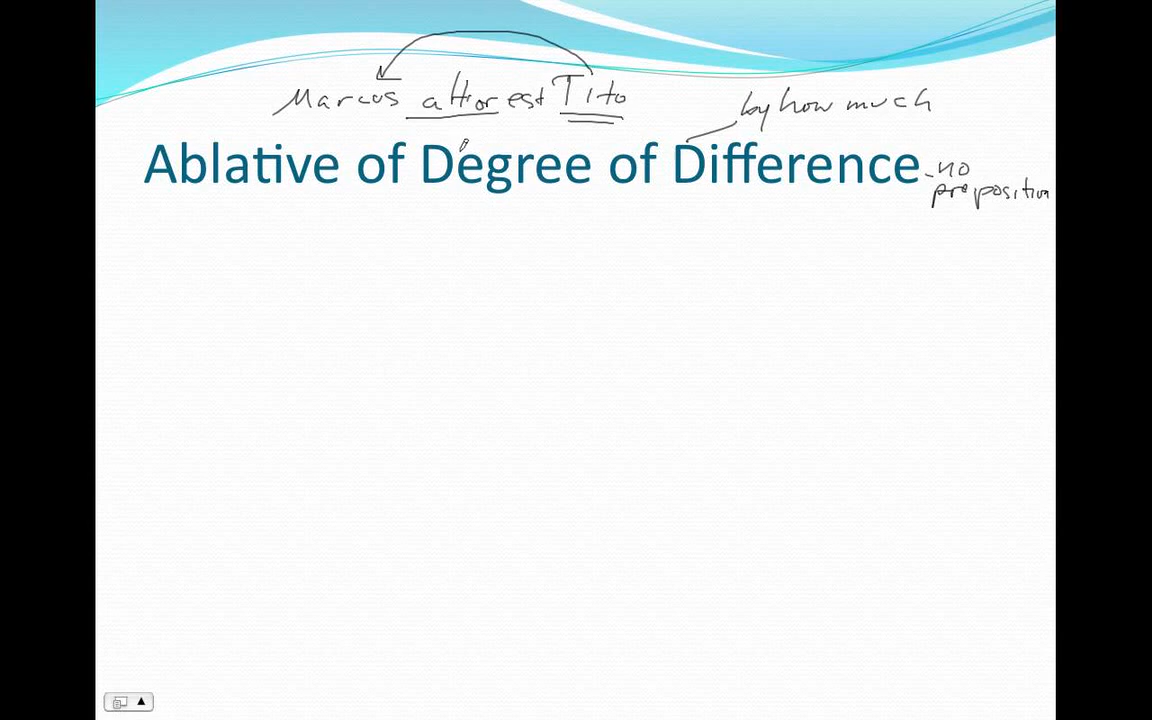 Marcus altior est Tito
by how much
Ablative of Degree of Difference
-no
preposition